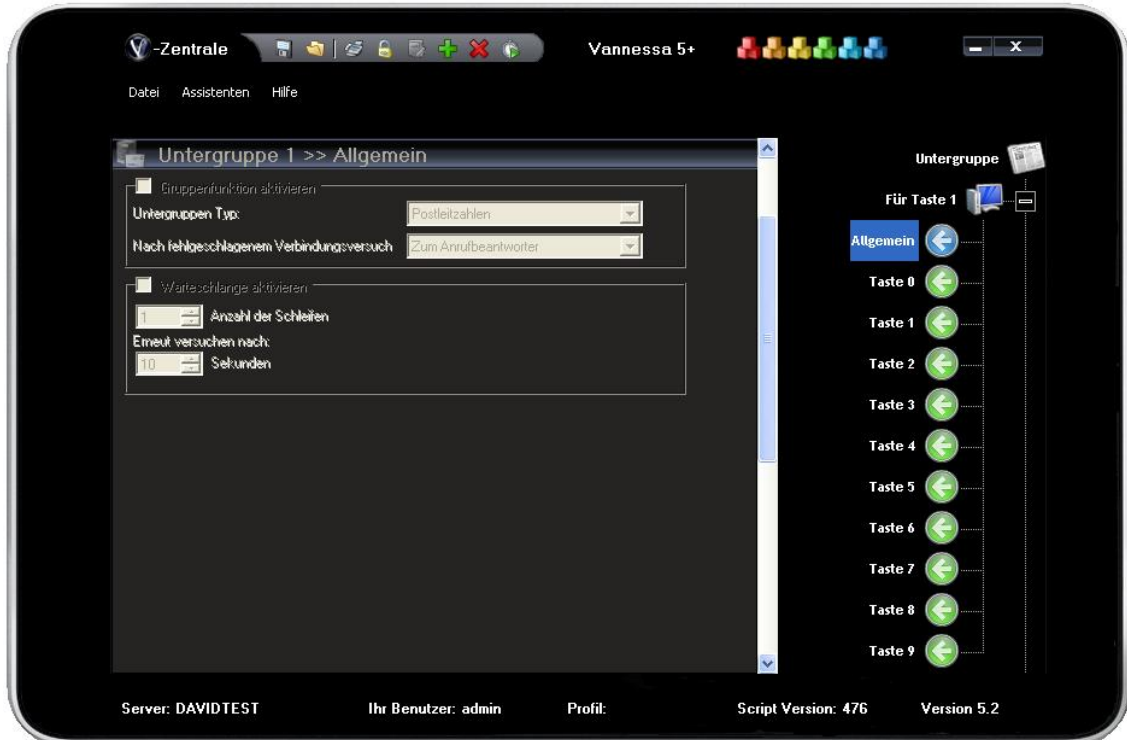 V-Zentrale
Vannessa 5+
Datei Assistenten Hilfe
Untergruppe 1 >> Allgemein
Gruppenfunktion aktivieren
Untergruppen Typ: Postleitzahlen
Nach fehlgeschlagenem Verbindungsversuch Zum Anrufbeantworter
Warteschlange aktivieren
1 Anzahl der Schleifen
Erneut versuchen nach:
10 Sekunden
Untergruppe
Für Taste 1
Allgemein
Taste 0
Taste 1
Taste 2
Taste 3
Taste 4
Taste 5
Taste 6
Taste 7
Taste 8
Taste 9
Server: DAVIDTEST Ihr Benutzer: admin Profil: Script Version: 476 Version 5.2